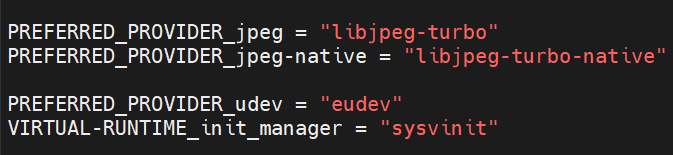 PREFERRED_PROVIDER_jpeg = "libjpeg-turbo"
PREFERRED_PROVIDER_jpeg-native = "libjpeg-turbo-native"
PREFERRED_PROVIDER_udev = "eudev"
VIRTUAL-RUNTIME_init_manager = "sysvinit"